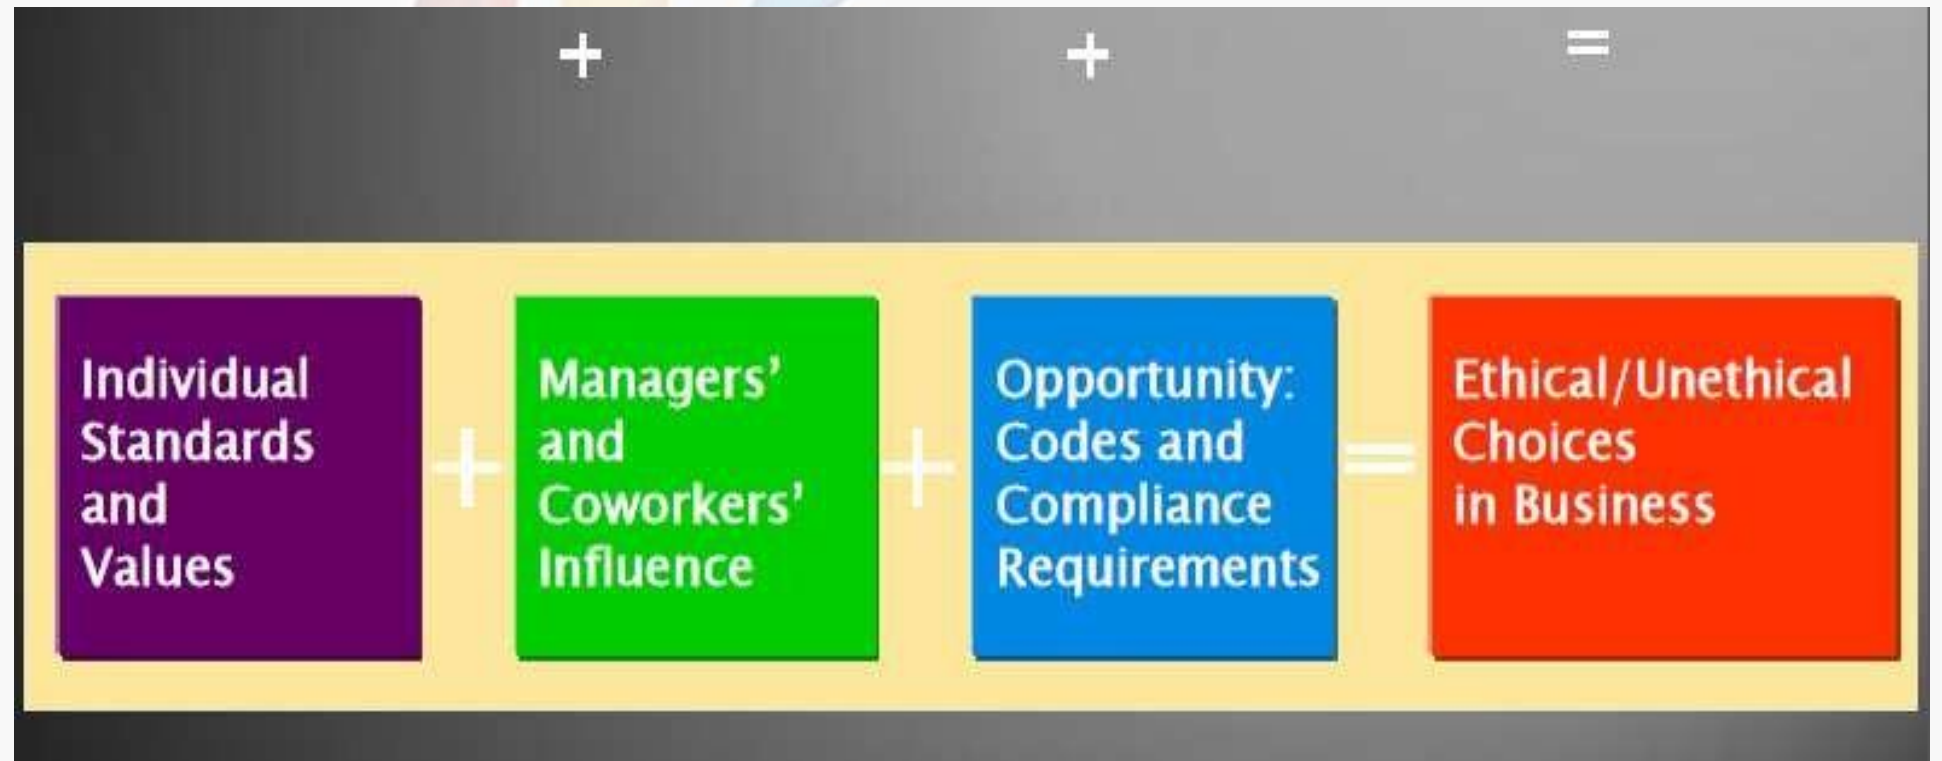 + + =
Individual
Standards
and
Values
+
Managers’
and
Coworkers’
Influence
+
Opportunity:
Codes and
Compliance
Requirements
=
Ethical/Unethical
Choices
in Business